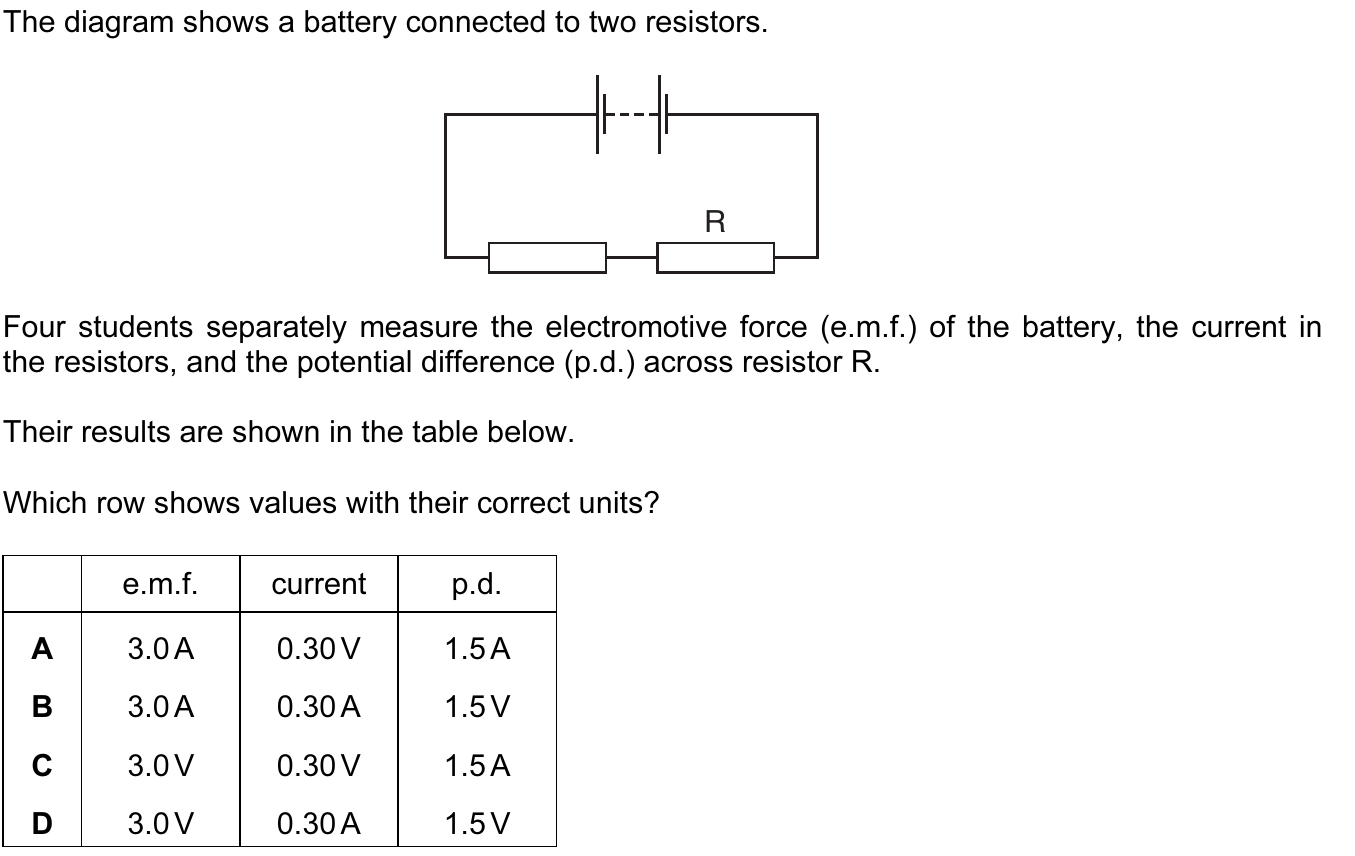 The diagram shows a battery connected to two resistors.
R
Four students separately measure the electromotive force (e.m.f.) of the battery, the current in
the resistors, and the potential difference (p.d.) across resistor R.
Their results are shown in the table below.
Which row shows values with their correct units?
e.m.f. current p.d.
A 3.0 A 0.30 V 1.5 A
B 3.0 A 0.30 A 1.5 V
C 3.0 V 0.30 V 1.5 A
D 3.0 V 0.30 A 1.5 V